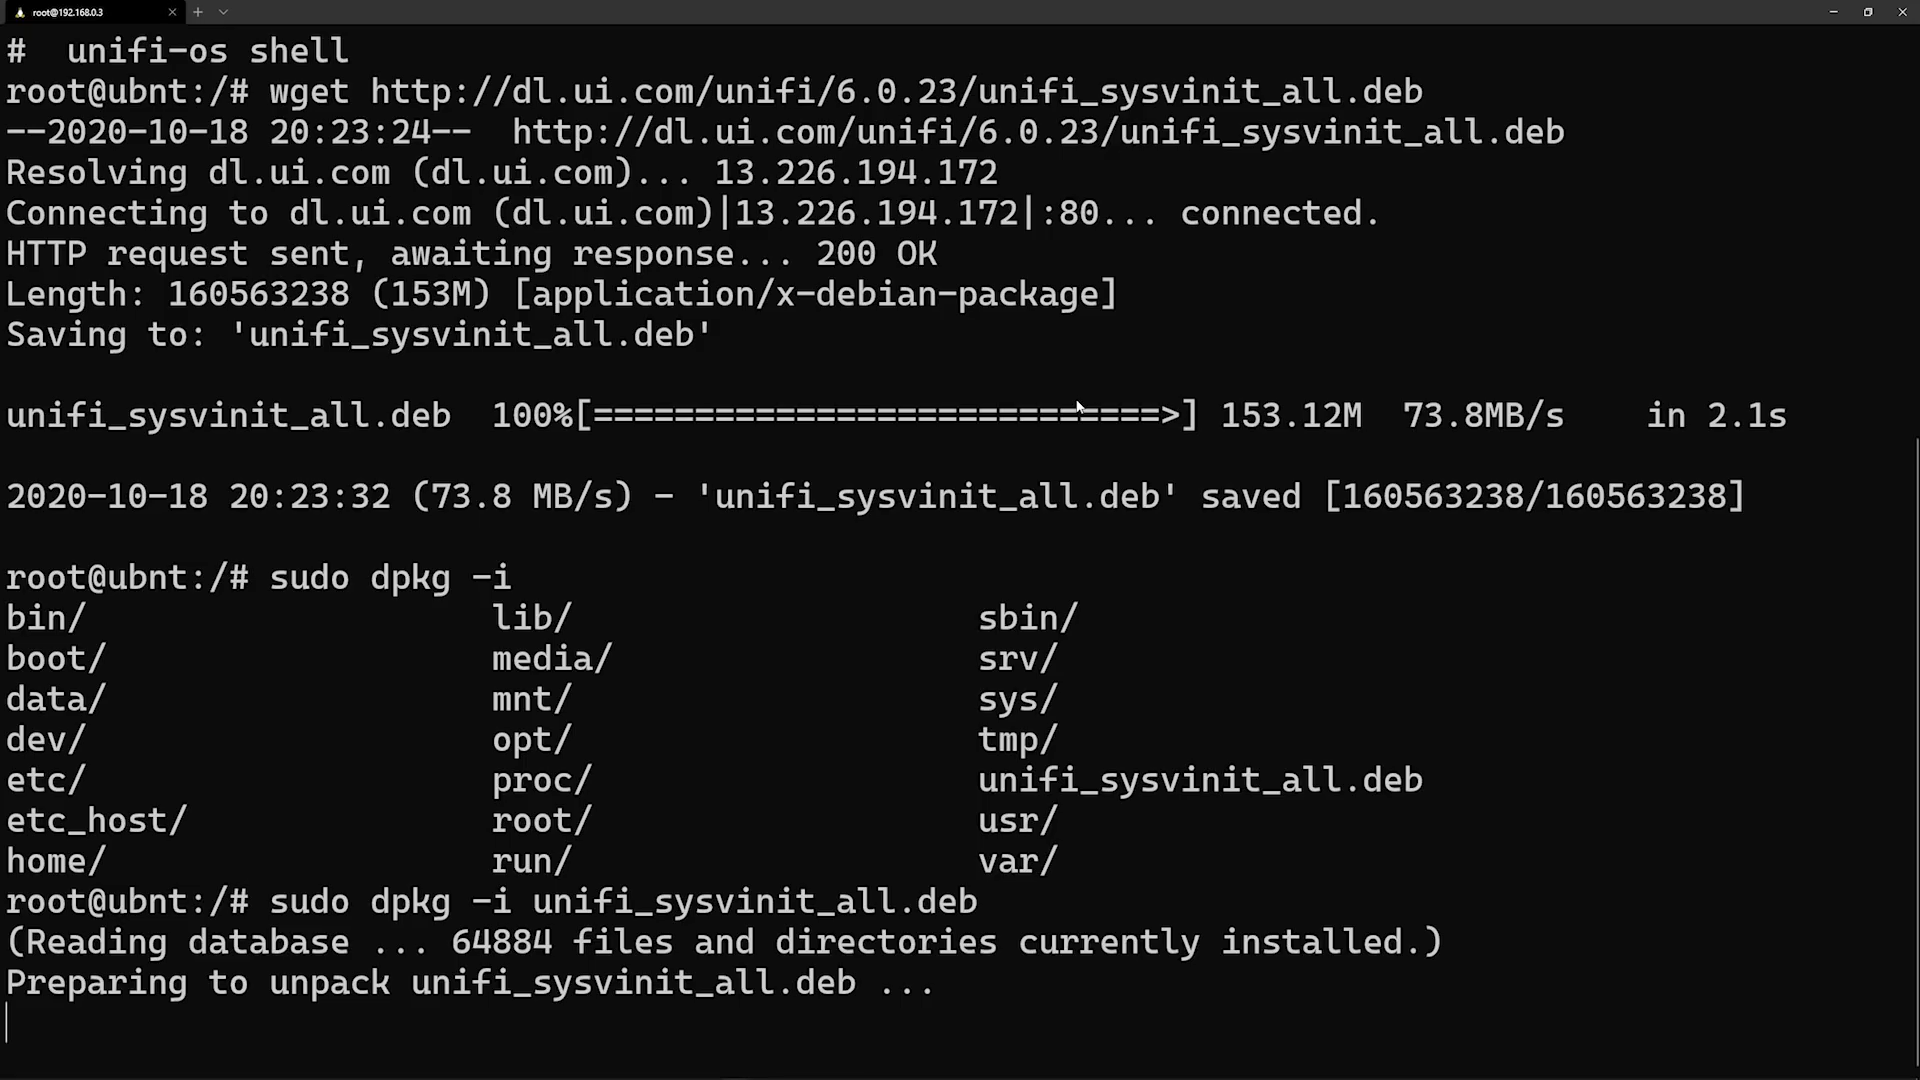 root@192.168.0.3
#  unifi-os shell
root@ubnt:/# wget http://dl.ui.com/unifi/6.0.23/unifi_sysvinit_all.deb
--2020-10-18 20:23:24--  http://dl.ui.com/unifi/6.0.23/unifi_sysvinit_all.deb
Resolving dl.ui.com (dl.ui.com)... 13.226.194.172
Connecting to dl.ui.com (dl.ui.com)|13.226.194.172|:80... connected.
HTTP request sent, awaiting response... 200 OK
Length: 160563238 (153M) [application/x-debian-package]
Saving to: 'unifi_sysvinit_all.deb'
unifi_sysvinit_all.deb  100%[============================>] 153.12M  73.8MB/s    in 2.1s
2020-10-18 20:23:32 (73.8 MB/s) - 'unifi_sysvinit_all.deb' saved [160563238/160563238]
root@ubnt:/# sudo dpkg -i
bin/                    lib/                    sbin/
boot/                   media/                  srv/
data/                   mnt/                    sys/
dev/                    opt/                    tmp/
etc/                    proc/                   unifi_sysvinit_all.deb
etc_host/               root/                   usr/
home/                   run/                    var/
root@ubnt:/# sudo dpkg -i unifi_sysvinit_all.deb
(Reading database ... 64884 files and directories currently installed.)
Preparing to unpack unifi_sysvinit_all.deb ...